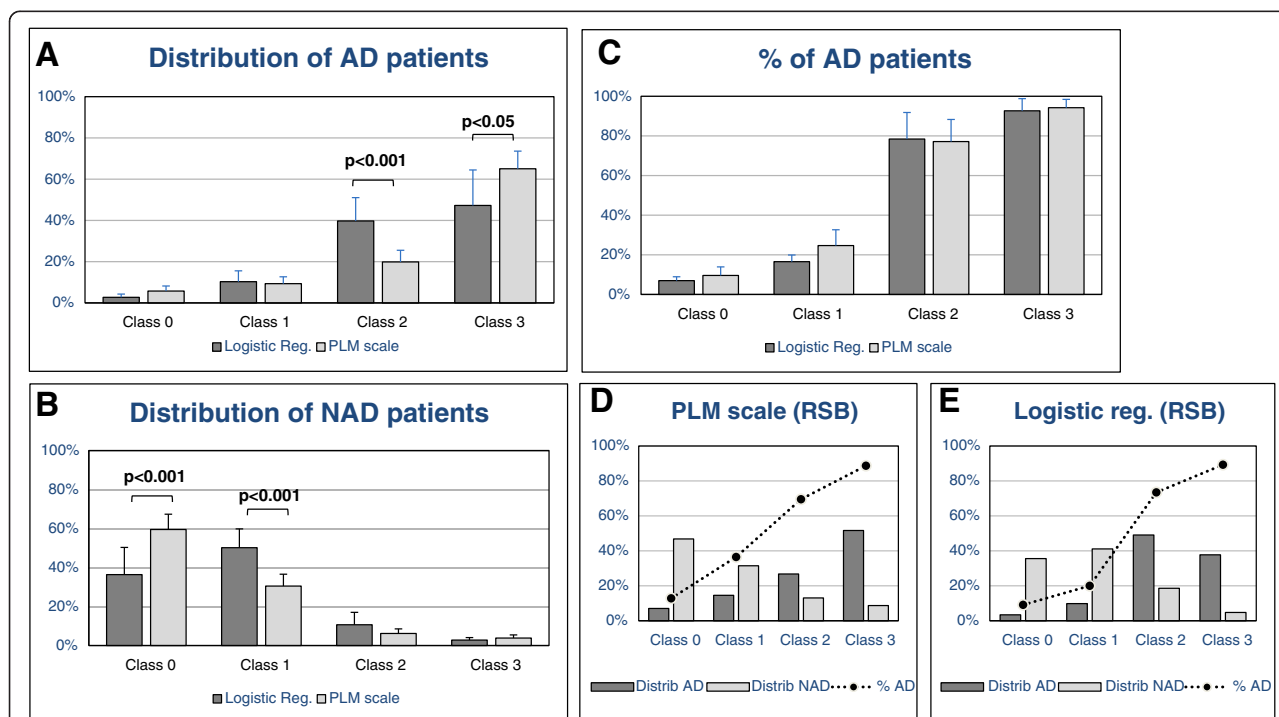 A
Distribution of AD patients
100%
80%
60%
40%
20%
0%
p<0.001
p<0.05
Class 0 Class 1 Class 2 Class 3
Logistic Reg. PLM scale
C
% of AD patients
100%
80%
60%
40%
20%
0%
Class 0 Class 1 Class 2 Class 3
Logistic Reg. PLM scale
B
Distribution of NAD patients
100%
80%
60%
40%
20%
0%
p<0.001
p<0.001
Class 0 Class 1 Class 2 Class 3
Logistic Reg. PLM scale
D
PLM scale (RSB)
100%
80%
60%
40%
20%
0%
Class 0 Class 1 Class 2 Class 3
Distrib AD Distrib NAD % AD
E
Logistic reg. (RSB)
100%
80%
60%
40%
20%
0%
Class 0 Class 1 Class 2 Class 3
Distrib AD Distrib NAD % AD